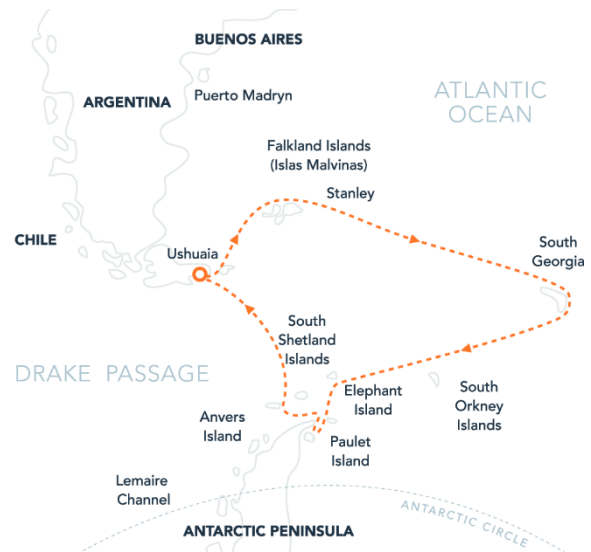 BUENOS AIRES
ATLANTIC
OCEAN
ARGENTINA
Puerto Madryn
Falkland Islands
(Islas Malvinas)
Stanley
CHILE
Ushuaia
South
Georgia
South
Shetland
Islands
DRAKE PASSAGE
Elephant
Island
South
Orkney
Islands
Anvers
Island
Paulet
Island
Lemaire
Channel
ANTARCTIC CIRCLE
ANTARCTIC PENINSULA